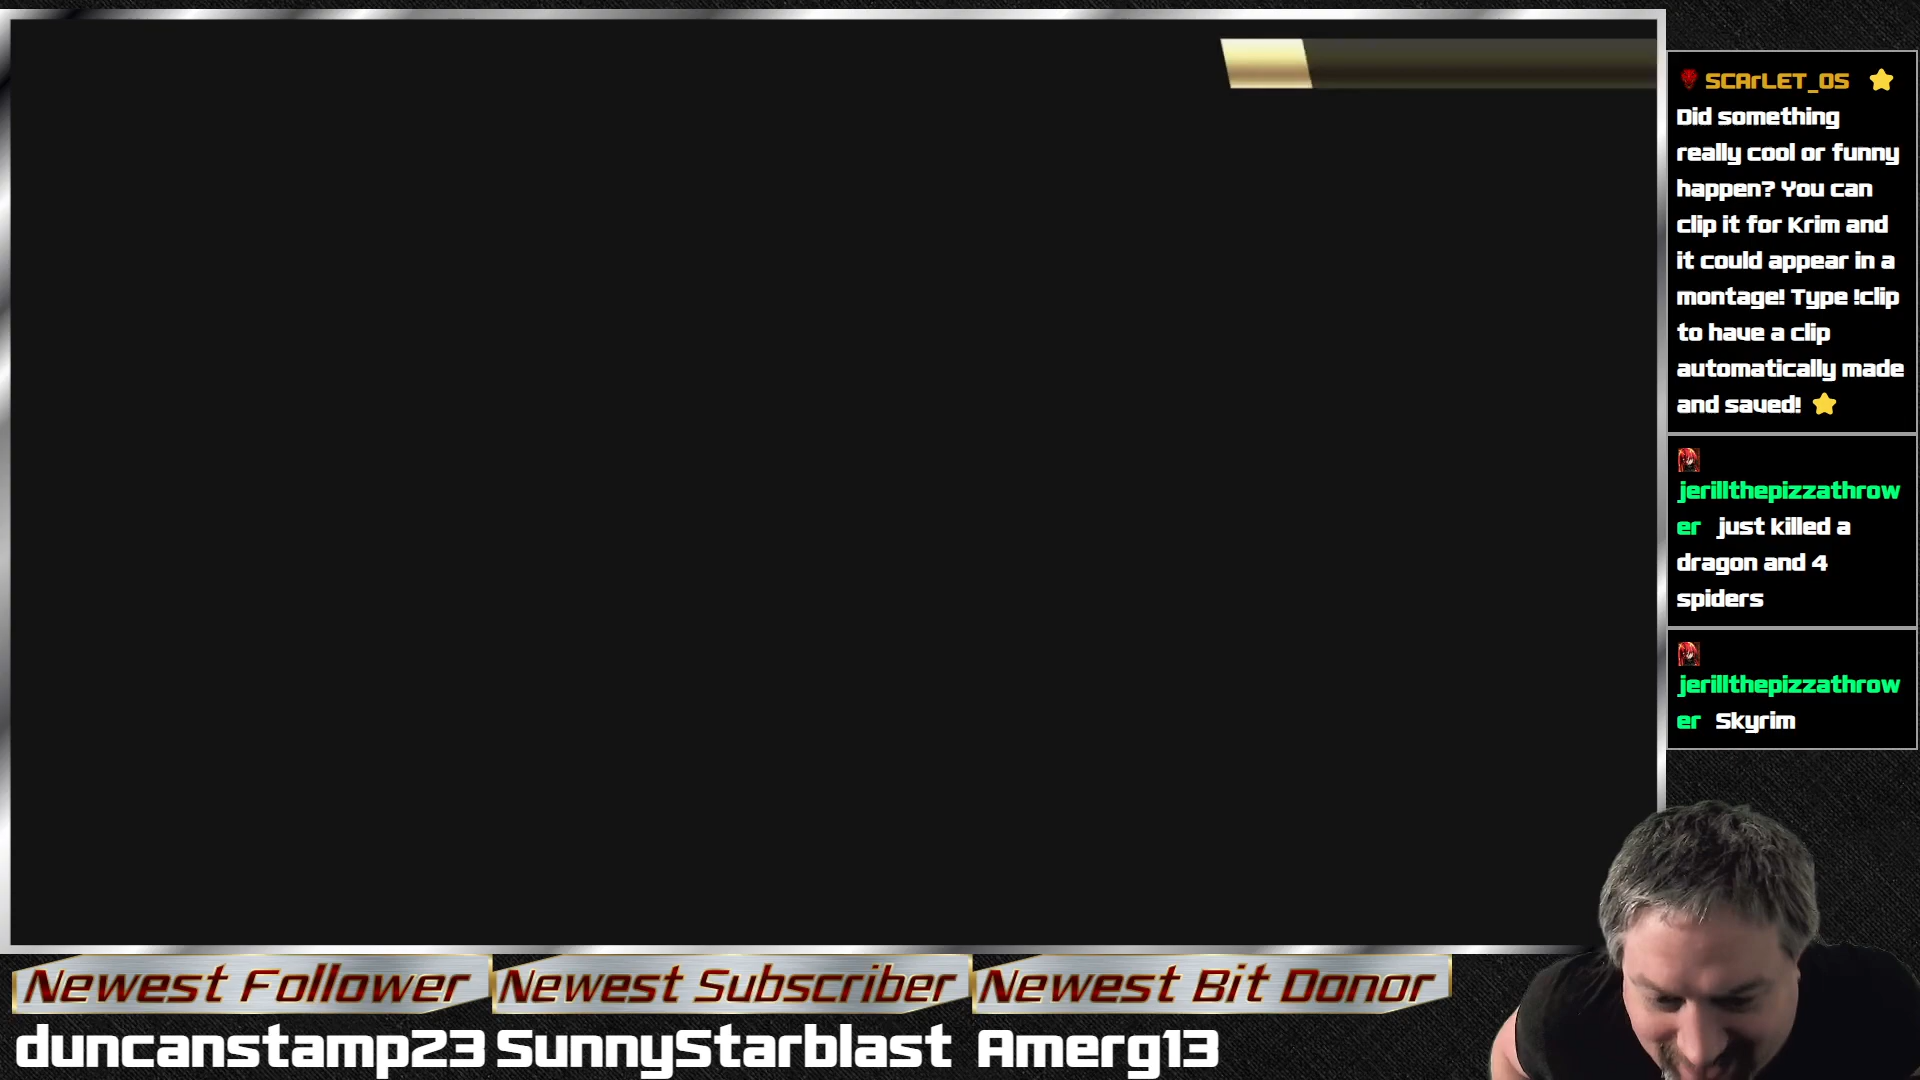 SCArLET_OS
Did something
really cool or funny
happen? You can
clip it for Krim and
it could appear in a
montage! Type !clip
to have a clip
automatically made
and saved!
jerillthepizzathrow
er just killed a
dragon and 4
spiders
jerillthepizzathrow
er Skyrim
Newest Follower Newest Subscriber Newest Bit Donor
duncanstamp23 SunnyStarblast Amerg13